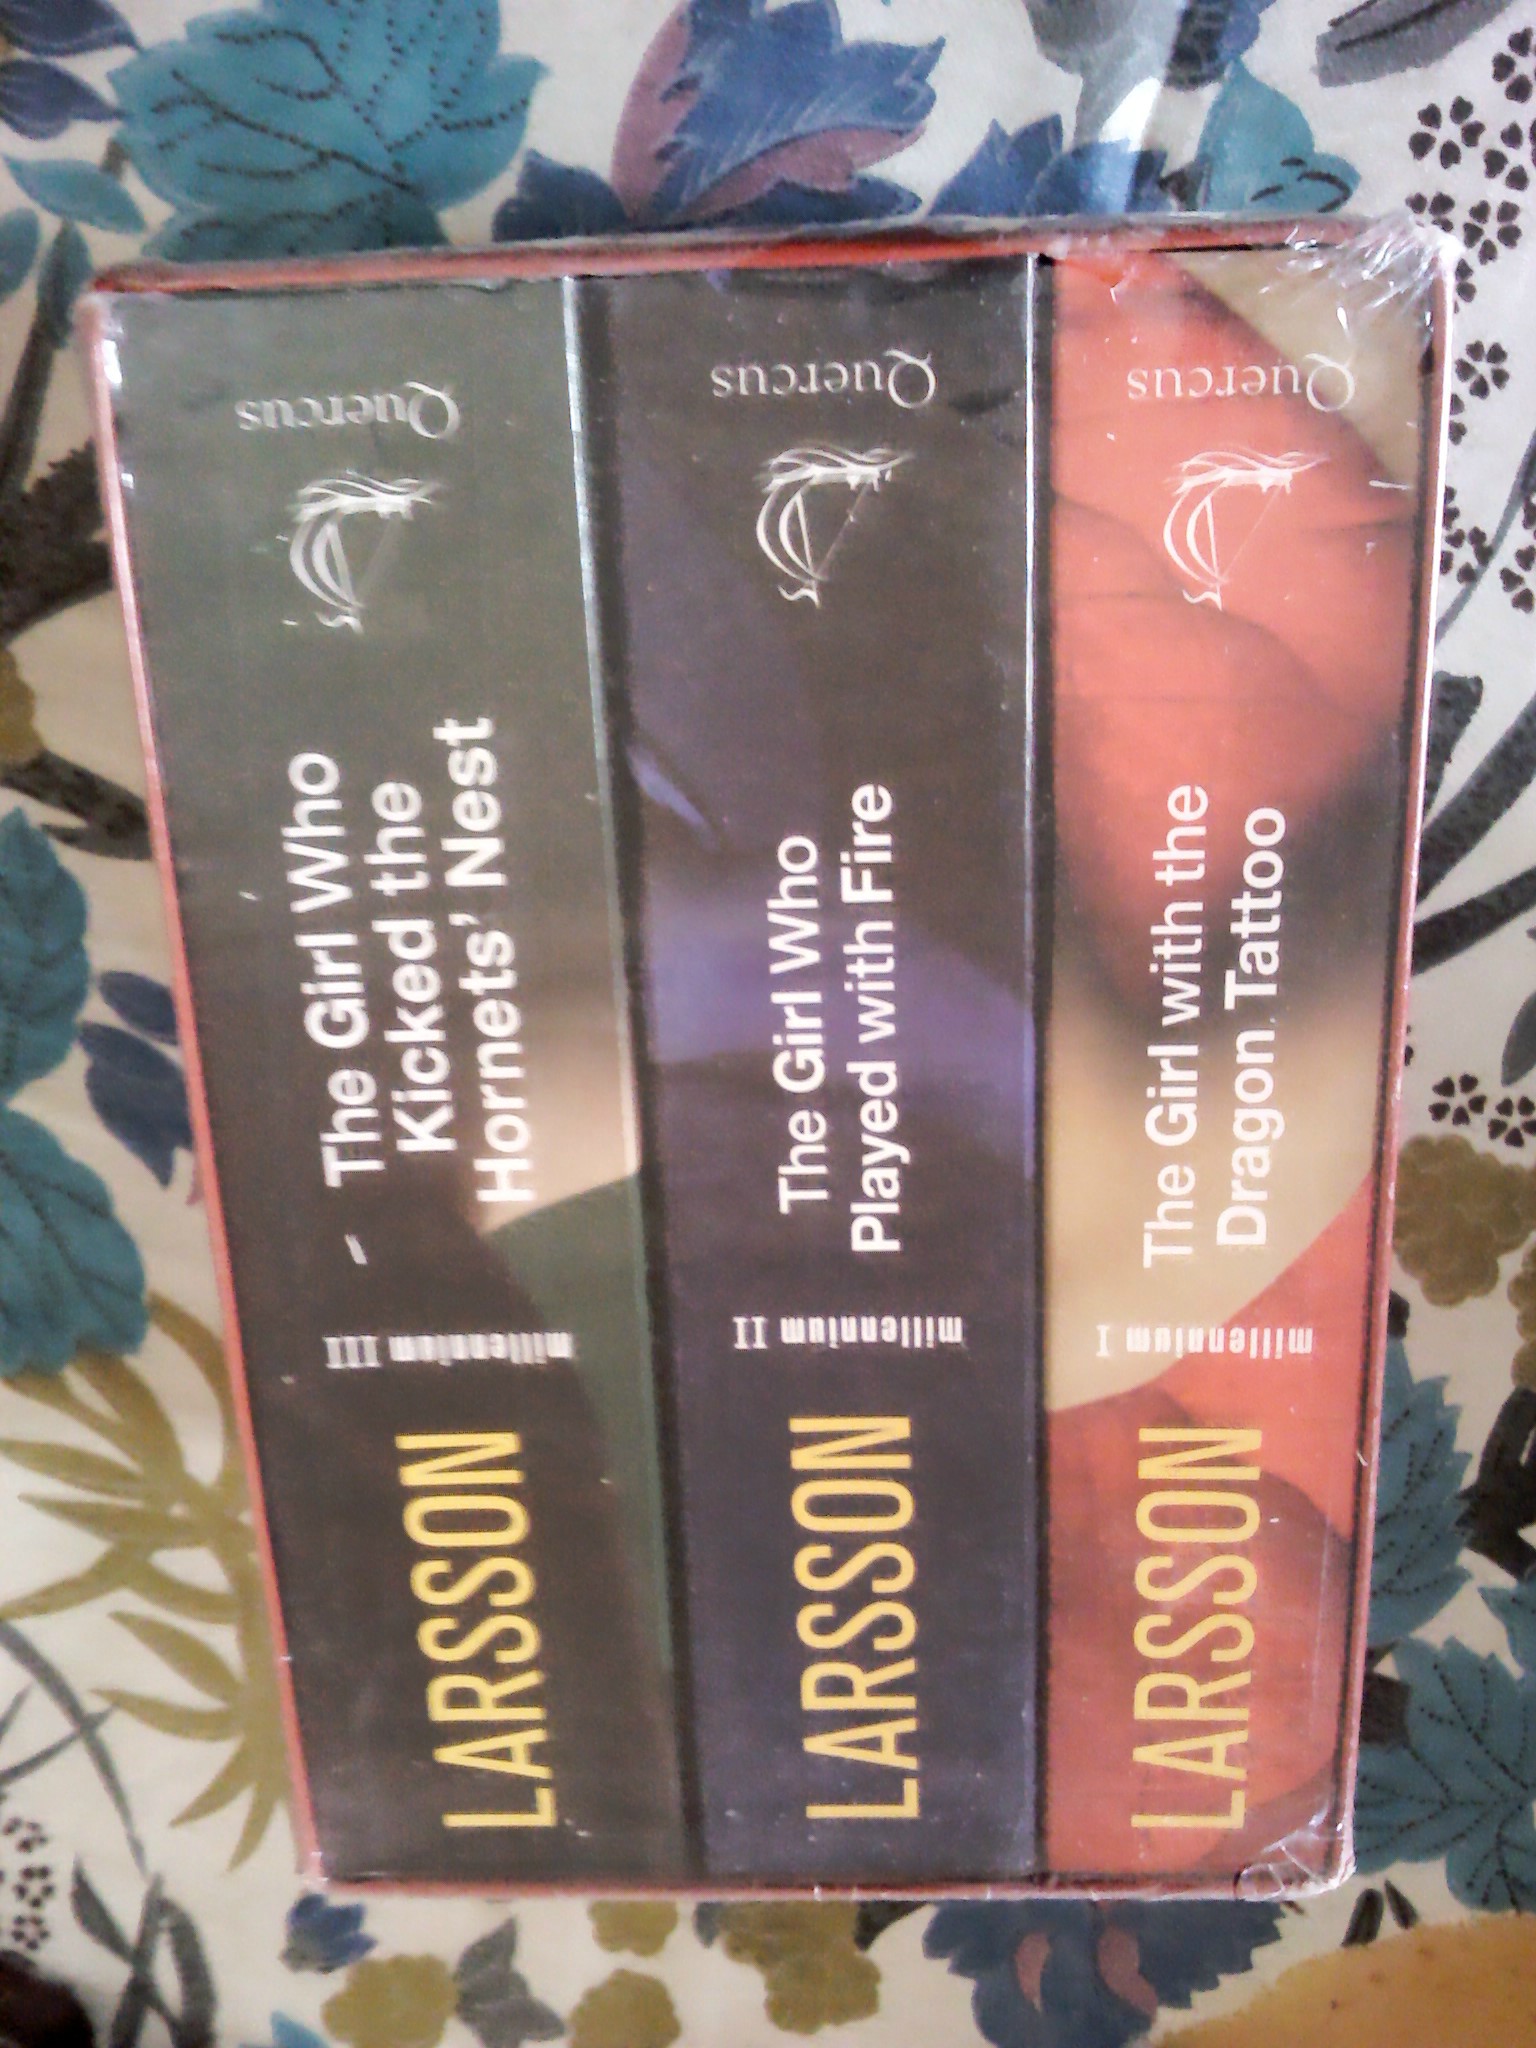 LARSSON
millennium III
The Girl Who
Kicked the
Hornets' Nest
Quercus
LARSSON
millennium II
The Girl Who
Played with Fire
Quercus
LARSSON
millennium I
The Girl with the
Dragon Tattoo
Quercus